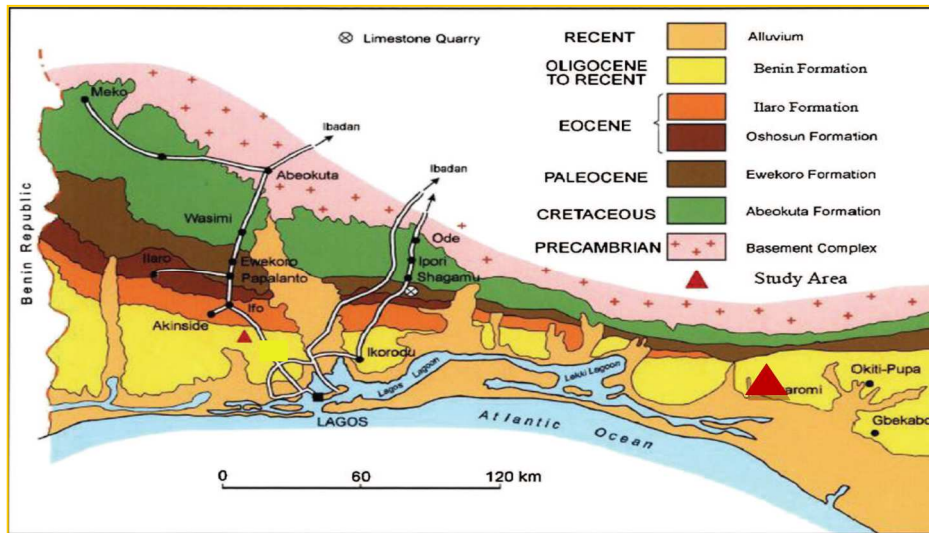 Limestone Quarry
RECENT
Alluvium
OLIGOCENE
TO RECENT
Benin Formation
EOCENE
Ilaro Formation
Oshosun Formation
PALEOCENE
Ewekoro Formation
CRETACEOUS
Abeokuta Formation
PRECAMBRIAN
Basement Complex
Study Area
Meko
Ibadan
Abeokuta
Ibadan
Benin Republic
Wasimi
Ode
Ewekoro
Ipori
Ilaro
Papalanto
Shagamu
Ifo
Akinside
Ikorodu
Lagos Lagoon
Lekki Lagoon
aromi
Okiti-Pupa
Gbekabo
LAGOS
Atlantic Ocean
0 60 120 km